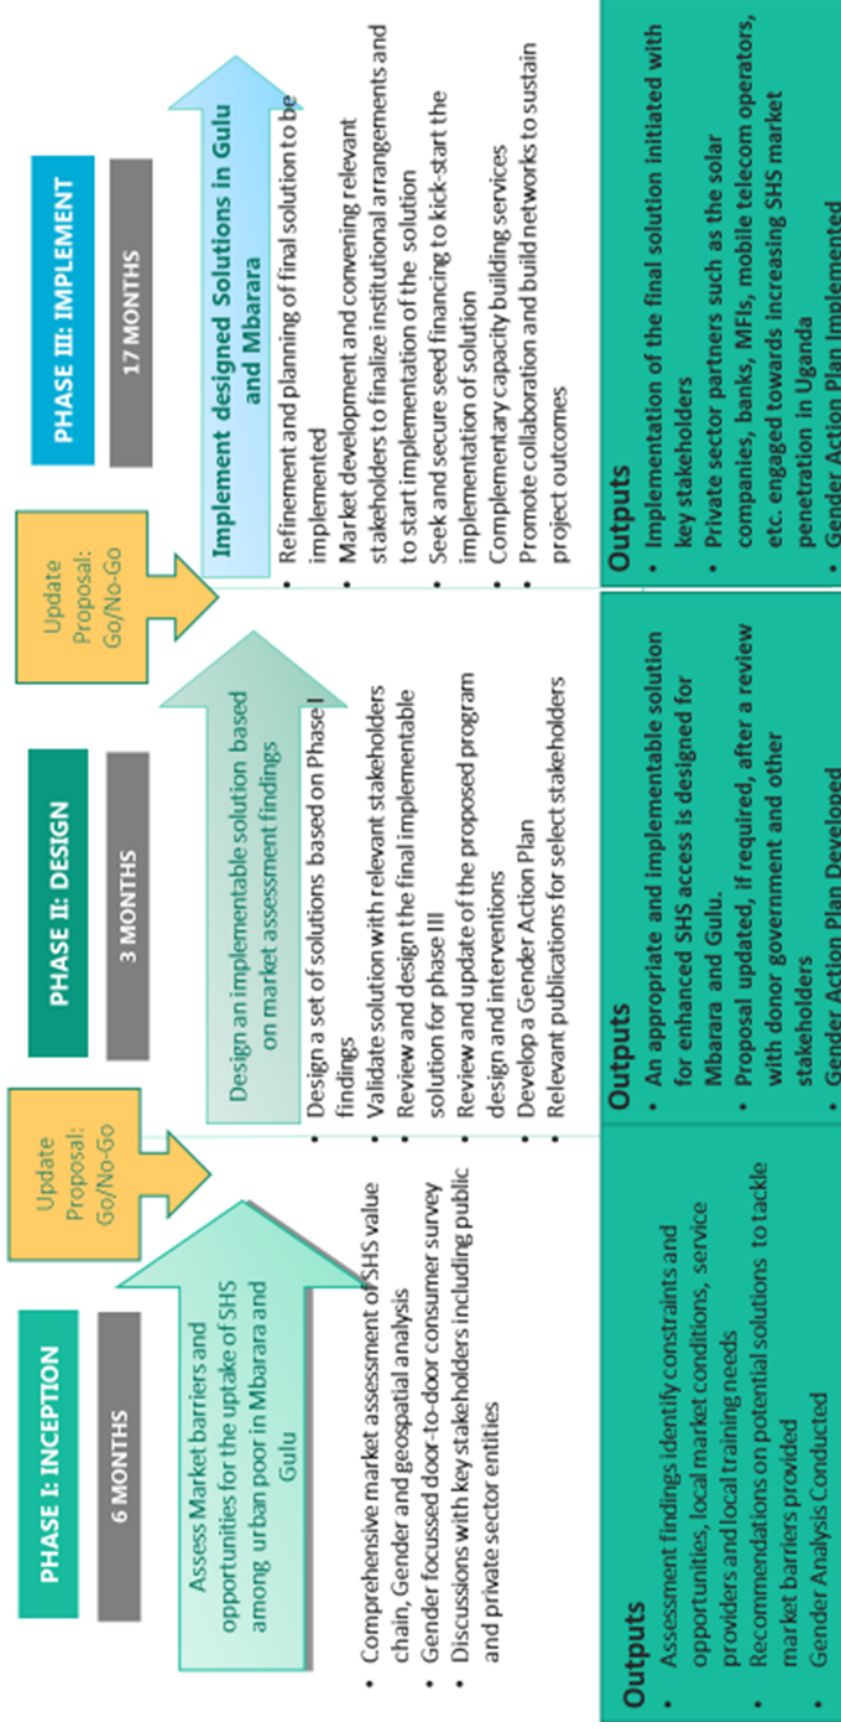 PHASE I: INCEPTION
6 MONTHS
Assess Market barriers and
opportunities for the uptake of SHS
among urban poor in Mbarara and
Gulu
• Comprehensive market assessment of SHS value
chain, Gender and geospatial analysis
• Gender focussed door-to-door consumer survey
• Discussions with key stakeholders including public
and private sector entities
Outputs
• Assessment findings identify constraints and
opportunities, local market conditions, service
providers and local training needs
• Recommendations on potential solutions to tackle
market barriers provided
• Gender Analysis Conducted
Update
Proposal:
Go/No-Go
PHASE II: DESIGN
3 MONTHS
Design an implementable solution based
on market assessment findings
• Design a set of solutions based on Phase I
findings
• Validate solution with relevant stakeholders
• Review and design the final implementable
solution for phase III
• Review and update of the proposed program
design and interventions
• Develop a Gender Action Plan
• Relevant publications for select stakeholders
Outputs
• An appropriate and implementable solution
for enhanced SHS access is designed for
Mbarara and Gulu.
• Proposal updated, if required, after a review
with donor government and other
stakeholders
• Gender Action Plan Developed
Update
Proposal:
Go/No-Go
PHASE III: IMPLEMENT
17 MONTHS
Implement designed Solutions in Gulu
and Mbarara
• Refinement and planning of final solution to be
implemented
• Market development and convening relevant
stakeholders to finalize institutional arrangements and
to start implementation of the solution
• Seek and secure seed financing to kick-start the
implementation of solution
• Complementary capacity building services
• Promote collaboration and build networks to sustain
project outcomes
Outputs
• Implementation of the final solution initiated with
key stakeholders
• Private sector partners such as the solar
companies, banks, MFIs, mobile telecom operators,
etc. engaged towards increasing SHS market
penetration in Uganda
• Gender Action Plan Implemented